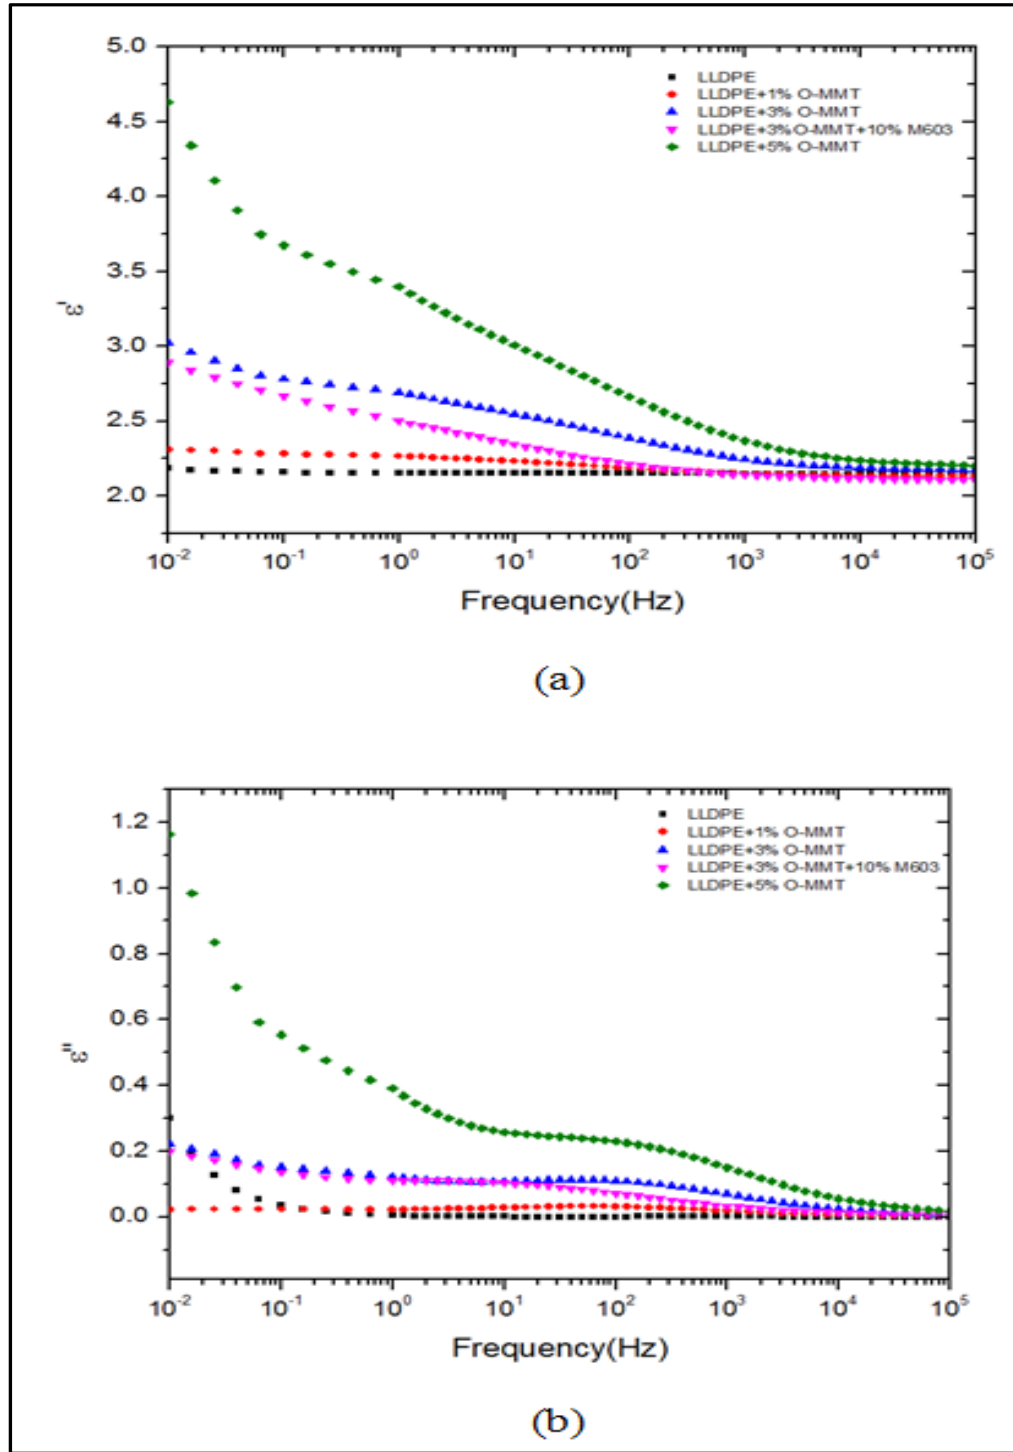 5.0
LLDPE
LLDPE+1% O-MMT
4.5
LLDPE+3% O-MMT
LLDPE+3%O-MMT+10% M603
LLDPE+5% O-MMT
4.0
3.5
ε'
3.0
2.5
2.0
10⁻² 10⁻¹ 10⁰ 10¹ 10² 10³ 10⁴ 10⁵
Frequency(Hz)
(a)
1.2
LLDPE
LLDPE+1% O-MMT
LLDPE+3% O-MMT
LLDPE+3% O-MMT+10% M603
1.0
LLDPE+5% O-MMT
0.8
0.6
ε"
0.4
0.2
0.0
10⁻² 10⁻¹ 10⁰ 10¹ 10² 10³ 10⁴ 10⁵
Frequency(Hz)
(b)